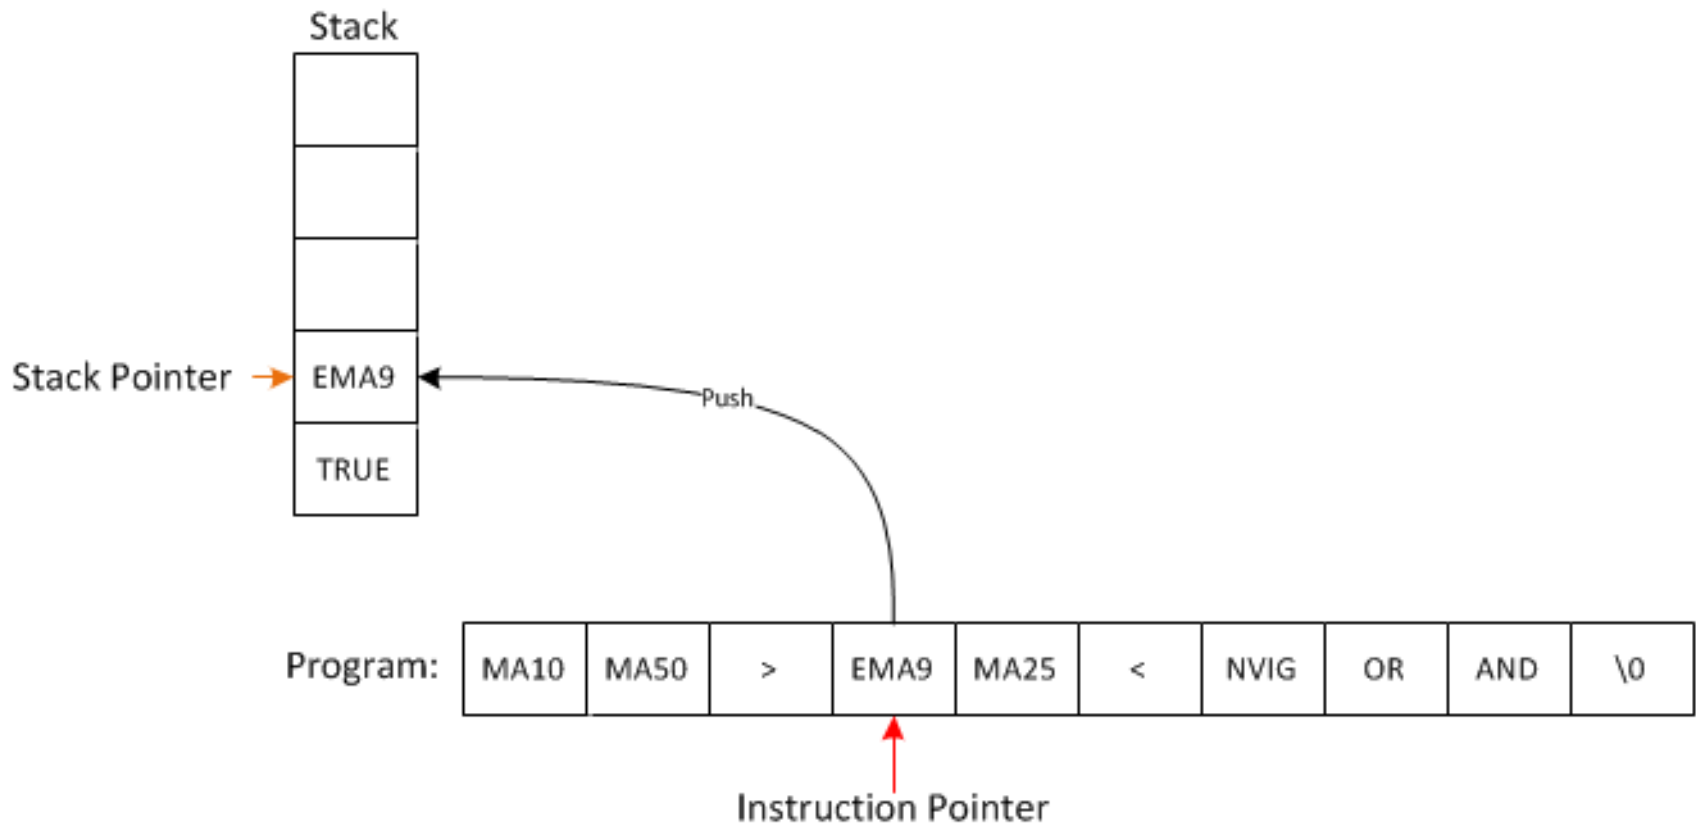 Stack
Stack Pointer
EMA9
Push
TRUE
Program: MA10 MA50 > EMA9 MA25 < NVIG OR AND \0
Instruction Pointer